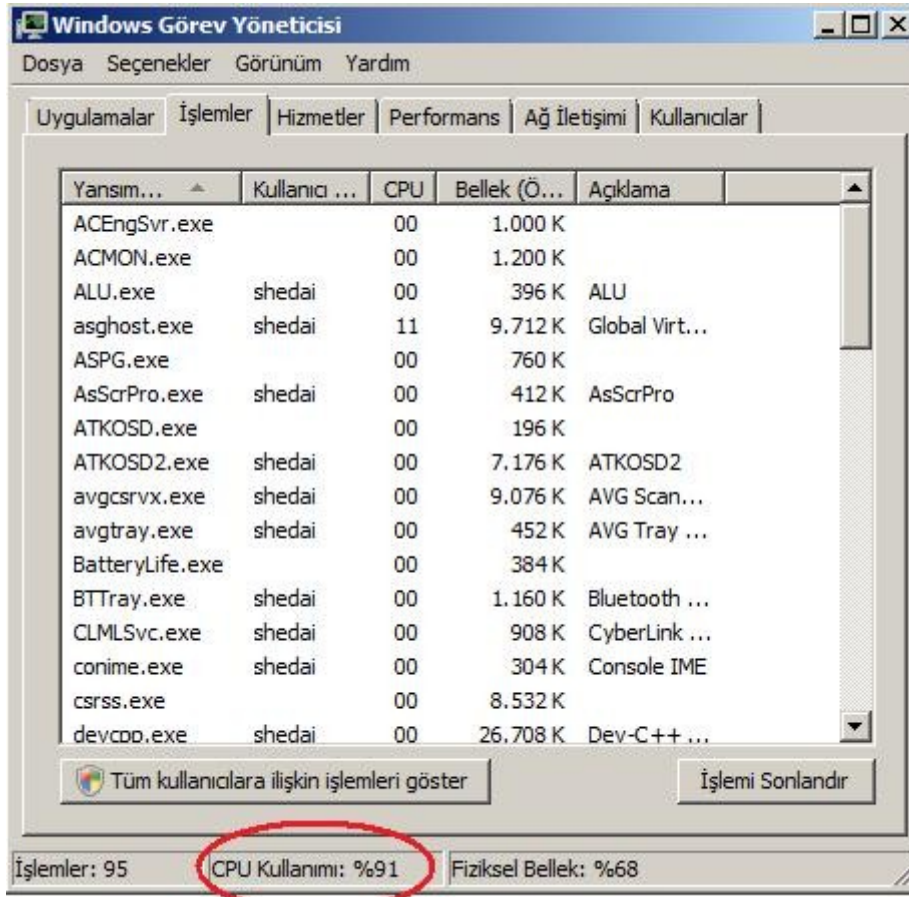 Windows Görev Yöneticisi
Dosya Seçenekler Görünüm Yardım
Uygulamalar İşlemler Hizmetler Performans Ağ İletişimi Kullanıcılar
Yansım... Kullanıcı ... CPU Bellek (Ö... Açıklama
ACEngSvr.exe 00 1.000 K
ACMON.exe 00 1.200 K
ALU.exe shedai 00 396 K ALU
asghost.exe shedai 11 9.712 K Global Virt...
ASPG.exe 00 760 K
AsScrPro.exe shedai 00 412 K AsScrPro
ATKOSD.exe 00 196 K
ATKOSD2.exe shedai 00 7.176 K ATKOSD2
avgcsrvx.exe shedai 00 9.076 K AVG Scan...
avgtray.exe shedai 00 452 K AVG Tray ...
BatteryLife.exe 00 384 K
BTTray.exe shedai 00 1.160 K Bluetooth ...
CLMLSvc.exe shedai 00 908 K CyberLink ...
conime.exe shedai 00 304 K Console IME
csrss.exe 00 8.532 K
devcpp.exe shedai 00 26.708 K Dev-C++ ...
Tüm kullanıcılara ilişkin işlemleri göster İşlemi Sonlandır
İşlemler: 95 CPU Kullanımı: %91 Fiziksel Bellek: %68